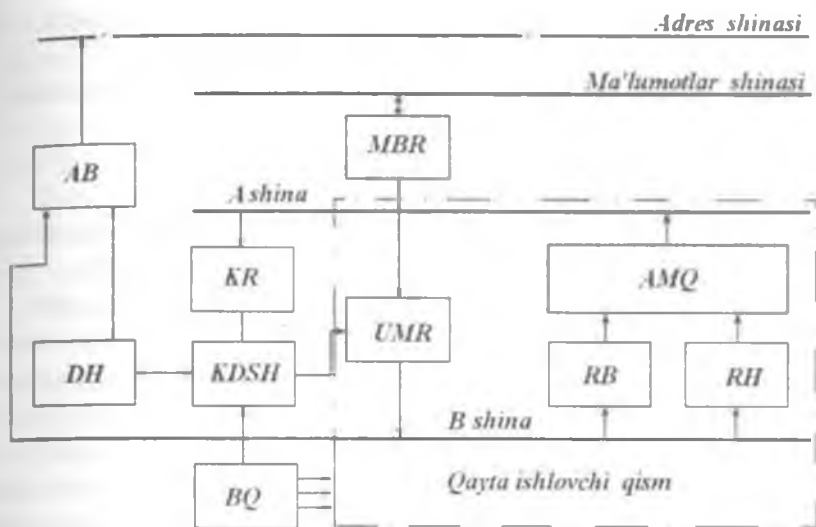 Adres shinasi
Ma'lumotlar shinasi
MBR
AB
A shina
KR
AMQ
UMR
DH
KDSH
RB
RH
B shina
BQ
Qayta ishlovchi qism